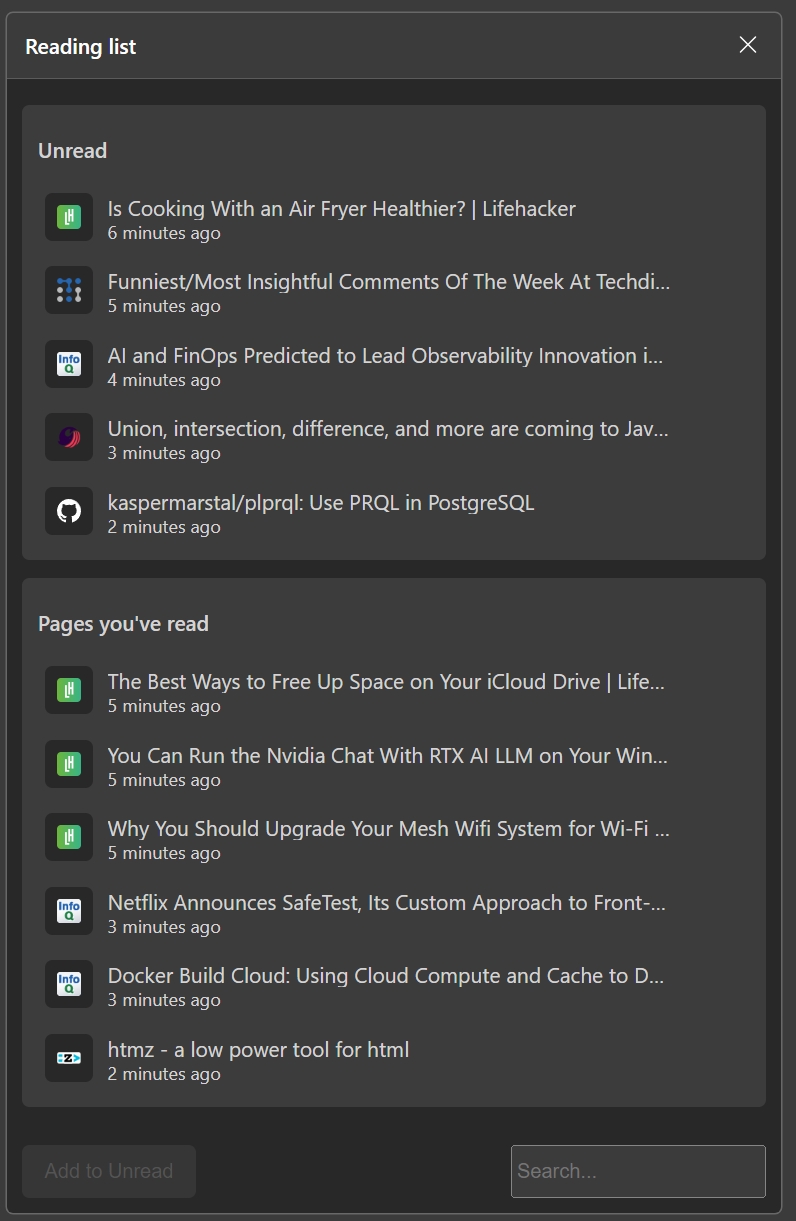 Reading list
Unread
LH
Is Cooking With an Air Fryer Healthier? | Lifehacker
6 minutes ago
Funniest/Most Insightful Comments Of The Week At Techdi...
5 minutes ago
Info
Q
AI and FinOps Predicted to Lead Observability Innovation i...
4 minutes ago
Union, intersection, difference, and more are coming to Jav...
3 minutes ago
kaspermarstal/plprql: Use PRQL in PostgreSQL
2 minutes ago
Pages you've read
LH
The Best Ways to Free Up Space on Your iCloud Drive | Life...
5 minutes ago
LH
You Can Run the Nvidia Chat With RTX AI LLM on Your Win...
5 minutes ago
LH
Why You Should Upgrade Your Mesh Wifi System for Wi-Fi ...
5 minutes ago
Info
Q
Netflix Announces SafeTest, Its Custom Approach to Front-...
3 minutes ago
Info
Q
Docker Build Cloud: Using Cloud Compute and Cache to D...
3 minutes ago
z>
htmz - a low power tool for html
2 minutes ago
Add to Unread
Search...